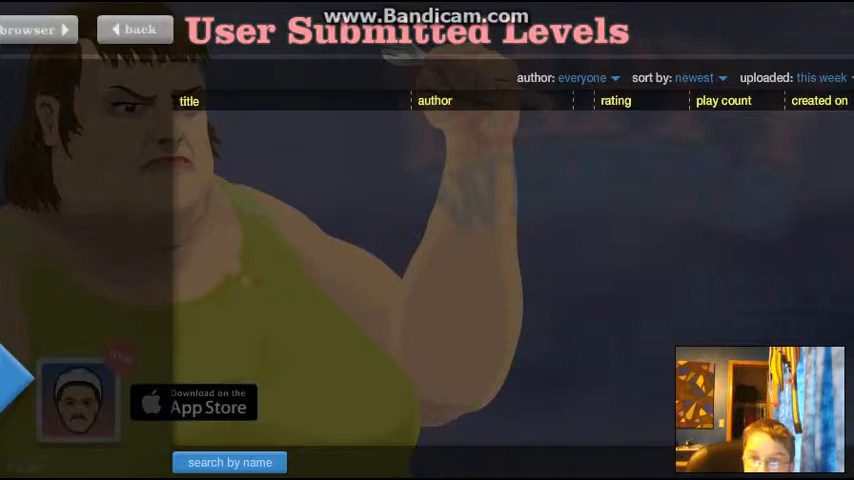 www.Bandicam.com
browser
back
User Submitted Levels
author: everyone sort by: newest uploaded: this week
title author rating play count created on
Download on the
App Store
search by name